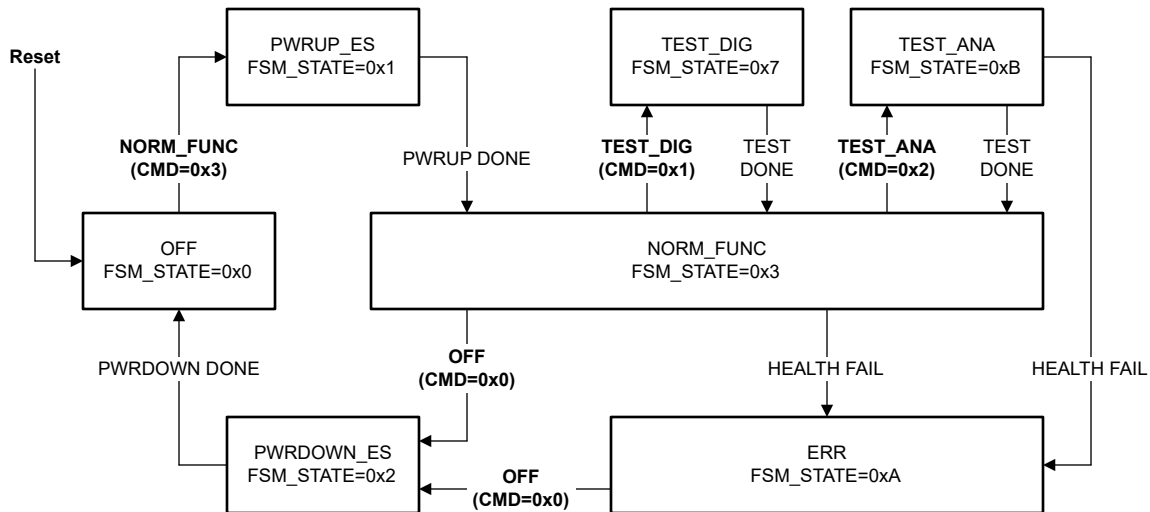 PWRUP_ES
FSM_STATE=0x1
TEST_DIG
FSM_STATE=0x7
TEST_ANA
FSM_STATE=0xB
Reset
NORM_FUNC
(CMD=0x3)
PWRUP DONE
TEST_DIG
(CMD=0x1)
TEST
DONE
TEST_ANA
(CMD=0x2)
TEST
DONE
OFF
FSM_STATE=0x0
NORM_FUNC
FSM_STATE=0x3
PWRDOWN DONE
OFF
(CMD=0x0)
HEALTH FAIL
HEALTH FAIL
PWRDOWN_ES
FSM_STATE=0x2
OFF
(CMD=0x0)
ERR
FSM_STATE=0xA